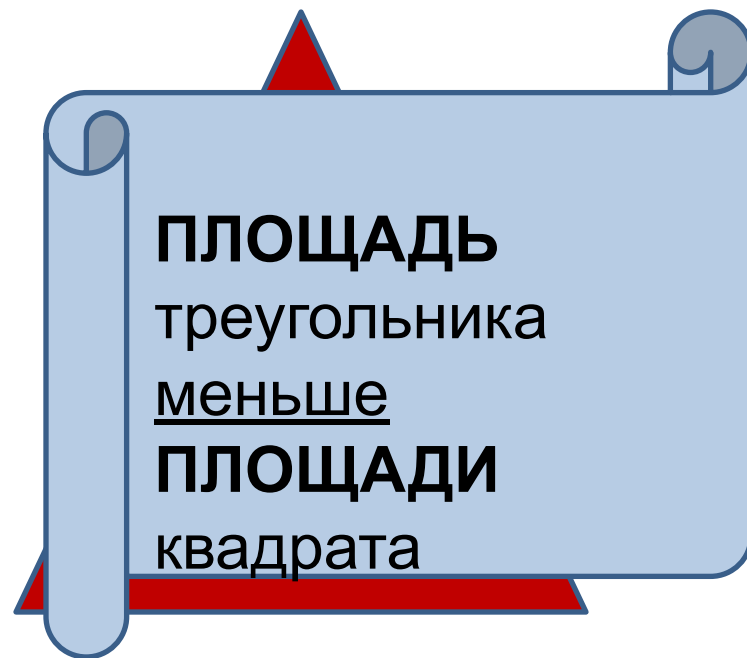 ПЛОЩАДЬ
треугольника
меньше
ПЛОЩАДИ
квадрата